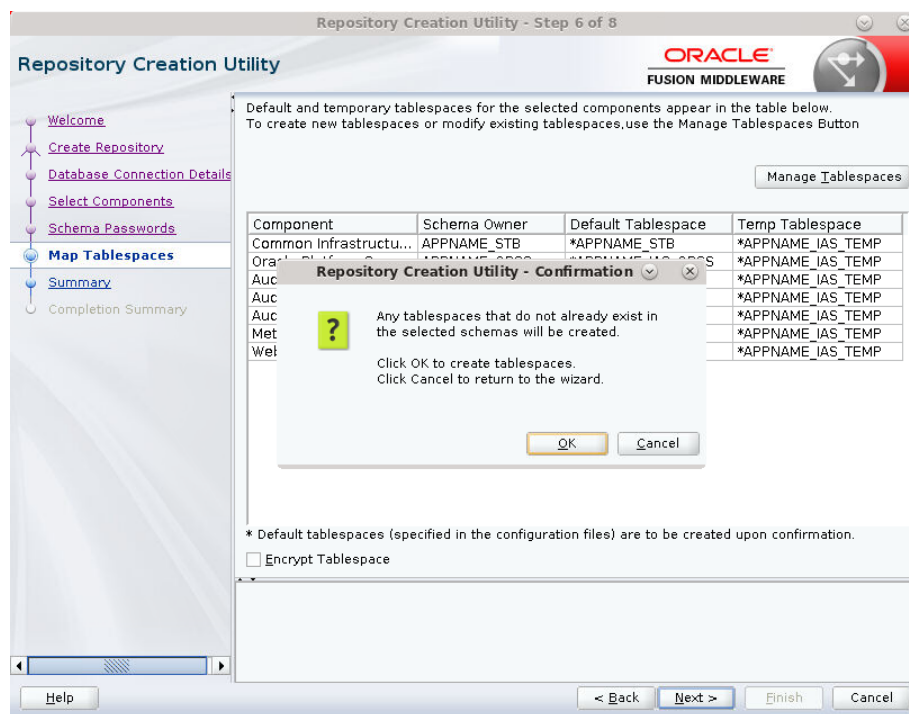 Repository Creation Utility - Step 6 of 8
Repository Creation Utility
ORACLE
FUSION MIDDLEWARE
Welcome
Create Repository
Database Connection Details
Select Components
Schema Passwords
Map Tablespaces
Summary
Completion Summary
Default and temporary tablespaces for the selected components appear in the table below.
To create new tablespaces or modify existing tablespaces,use the Manage Tablespaces Button
Manage Tablespaces
Component Schema Owner Default Tablespace Temp Tablespace
Common Infrastructu... APPNAME_STB *APPNAME_STB *APPNAME_IAS_TEMP
*APPNAME_IAS_TEMP
Auc *APPNAME_IAS_TEMP
Auc *APPNAME_IAS_TEMP
Auc *APPNAME_IAS_TEMP
Met *APPNAME_IAS_TEMP
Wel *APPNAME_IAS_TEMP
Repository Creation Utility - Confirmation
?
Any tablespaces that do not already exist in
the selected schemas will be created.
Click OK to create tablespaces.
Click Cancel to return to the wizard.
OK Cancel
* Default tablespaces (specified in the configuration files) are to be created upon confirmation.
Encrypt Tablespace
Help < Back Next > Finish Cancel